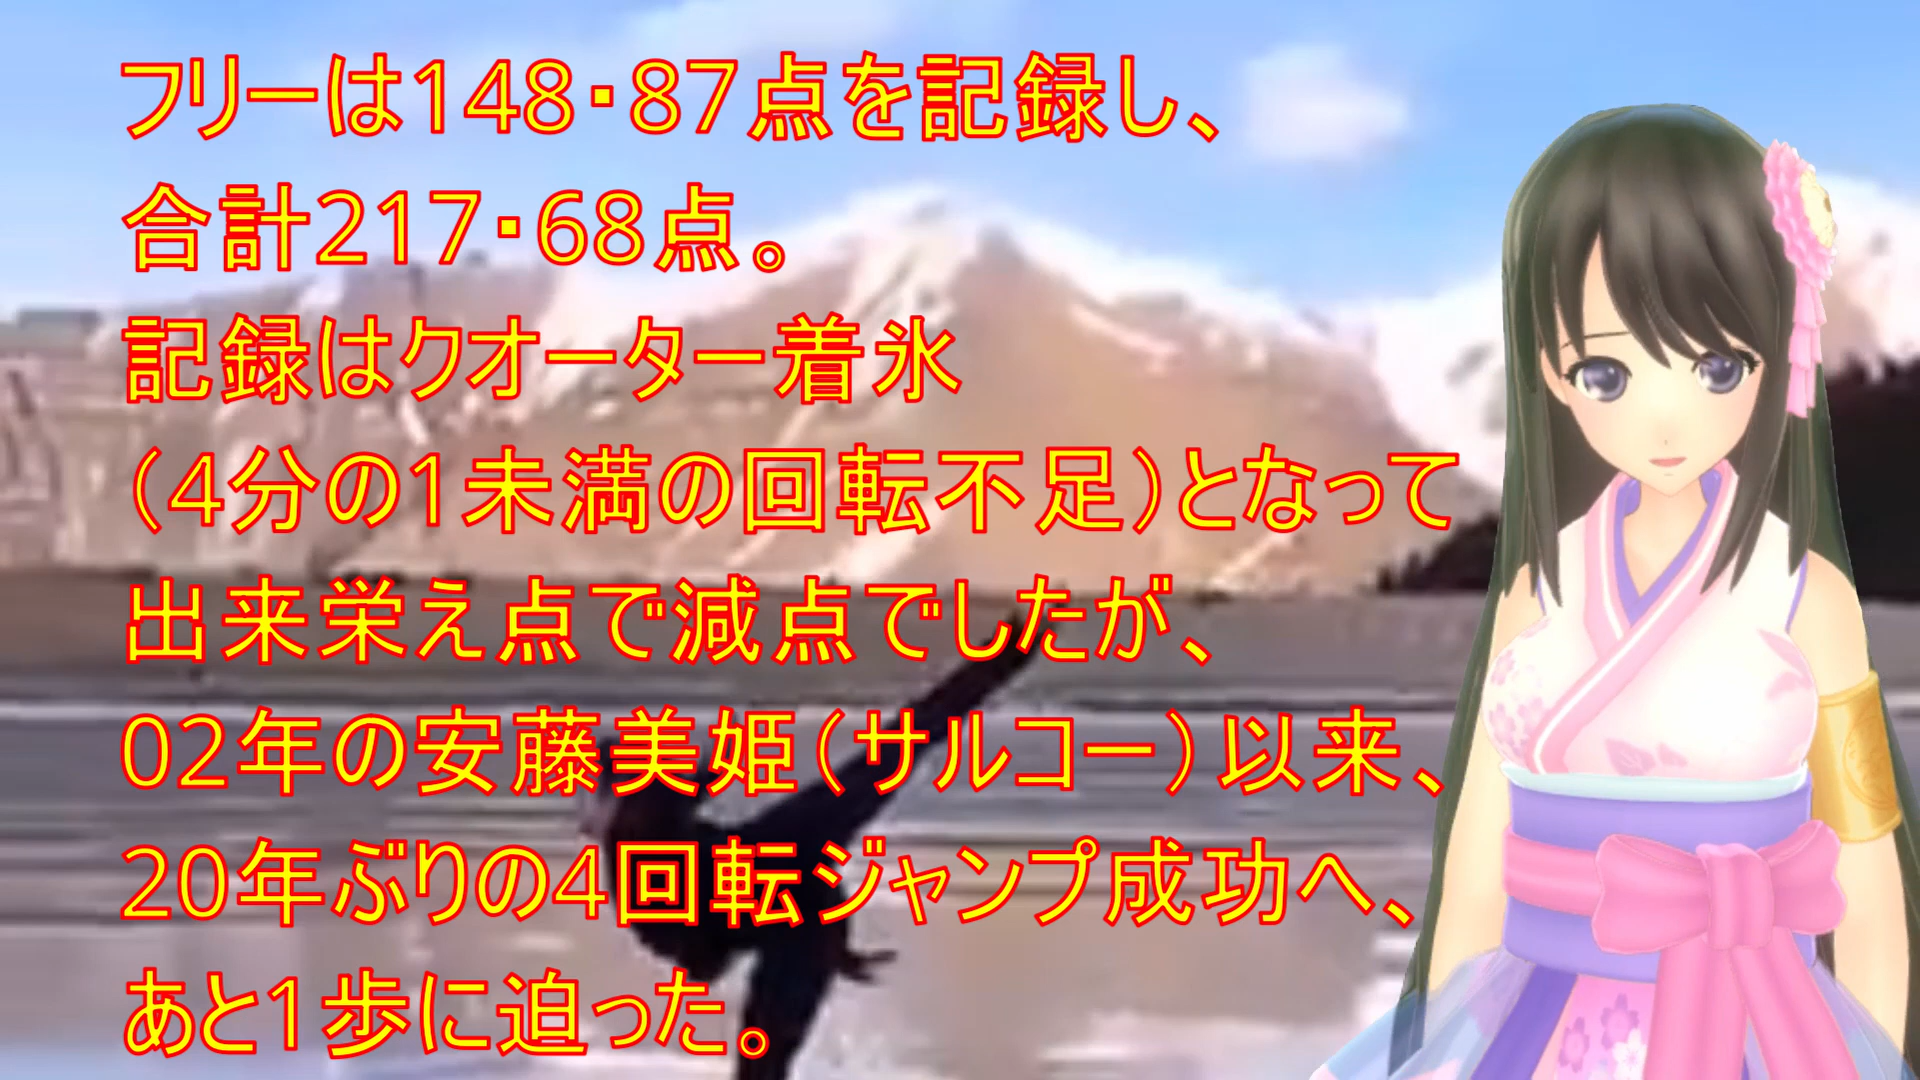 フリーは148・87点を記録し、
合計217・68点。
記録はクオーター着氷
（4分の1未満の回転不足）となって
出来栄え点で減点でしたが、
02年の安藤美姫（サルコー）以来、
20年ぶりの4回転ジャンプ成功へ、
あと1歩に迫った。